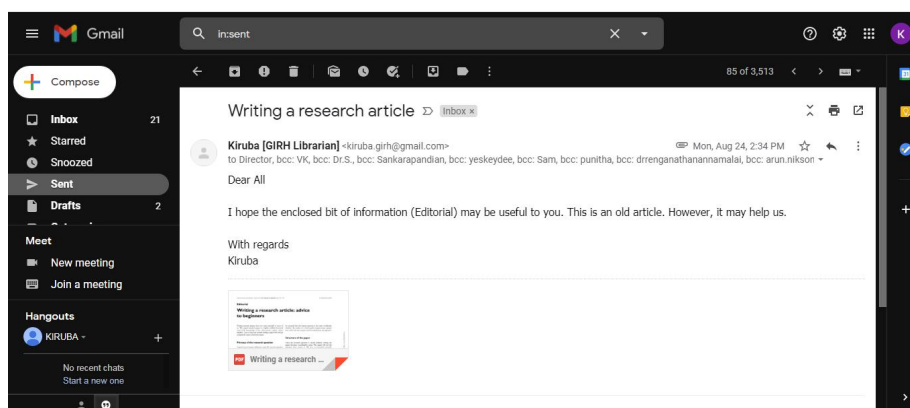 Gmail
in:sent
K
Compose
85 of 3,513
Inbox 21
Starred
Snoozed
Sent
Drafts 2
Meet
New meeting
Join a meeting
Hangouts
KIRUBA
No recent chats
Start a new one
Writing a research article Inbox ×
Kiruba [GIRH Librarian] <kiruba.girh@gmail.com> Mon, Aug 24, 2:34 PM
to Director, bcc: VK, bcc: Dr.S., bcc: Sankarapandian, bcc: yeskeydee, bcc: Sam, bcc: punitha, bcc: drrenganathanannamalai, bcc: arun.nikson
Dear All
I hope the enclosed bit of information (Editorial) may be useful to you. This is an old article. However, it may help us.
With regards
Kiruba
Writing a research article: advice
to beginners
PDF Writing a research ...